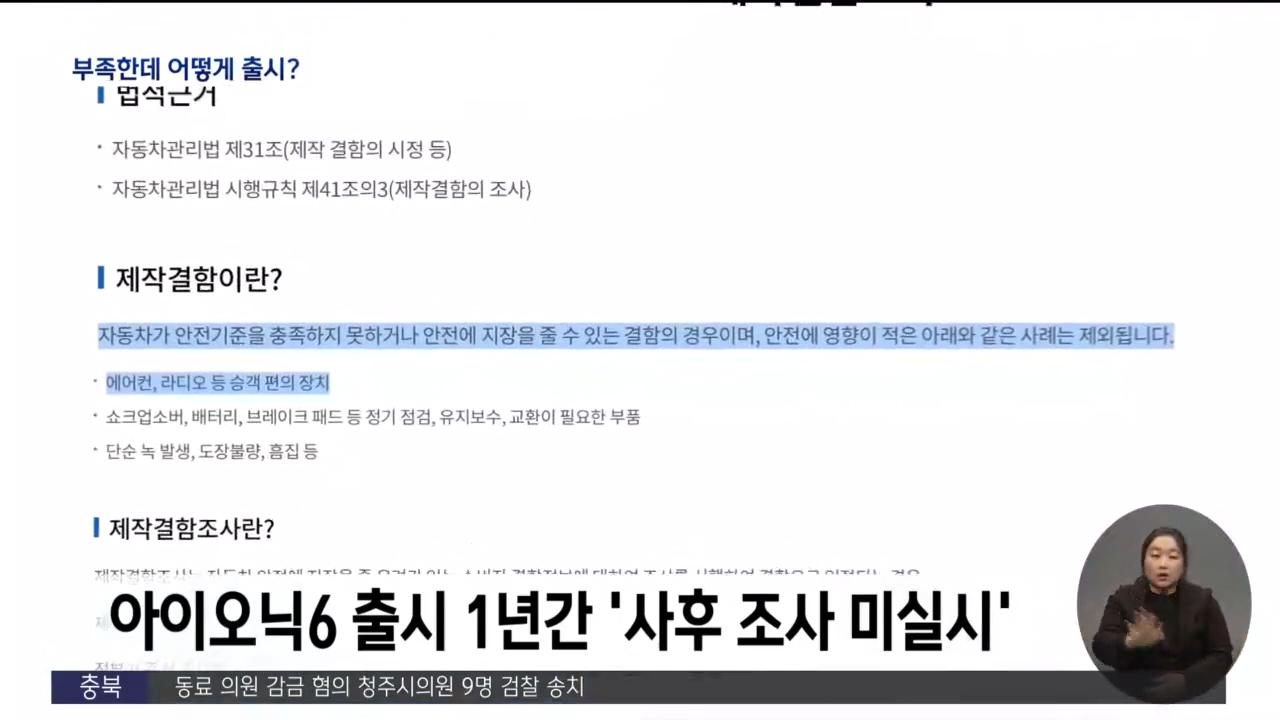 부족한데 어떻게 출시?
법적근거
· 자동차관리법 제31조(제작 결함의 시정 등)
· 자동차관리법 시행규칙 제41조의3(제작결함의 조사)
제작결함이란?
자동차가 안전기준을 충족하지 못하거나 안전에 지장을 줄 수 있는 결함의 경우이며, 안전에 영향이 적은 아래와 같은 사례는 제외됩니다.
· 에어컨, 라디오 등 승객 편의 장치
· 쇼크업소버, 배터리, 브레이크 패드 등 정기 점검, 유지보수, 교환이 필요한 부품
· 단순 녹 발생, 도장불량, 흠집 등
제작결함조사란?
아이오닉6 출시 1년간 '사후 조사 미실시'
충북 동료 의원 감금 혐의 청주시의원 9명 검찰 송치